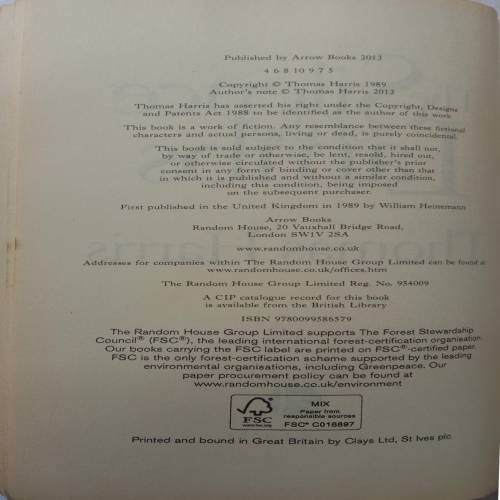 Published by Arrow Books 2013
4 6 8 10 9 7 5
Copyright © Thomas Harris 1989
Author's note © Thomas Harris 2013
Thomas Harris has asserted his right under the Copyright, Designs
and Patents Act 1988 to be identified as the author of this work
This book is a work of fiction. Any resemblance between these fictional
characters and actual persons, living or dead, is purely coincidental.
This book is sold subject to the condition that it shall not,
by way of trade or otherwise, be lent, resold, hired out,
or otherwise circulated without the publisher's prior
consent in any form of binding or cover other than that
in which it is published and without a similar condition,
including this condition, being imposed
on the subsequent purchaser.
First published in the United Kingdom in 1989 by William Heinemann
Arrow Books
Random House, 20 Vauxhall Bridge Road,
London SW1V 2SA
www.randomhouse.co.uk
Addresses for companies within The Random House Group Limited can be found at
www.randomhouse.co.uk/offices.htm
The Random House Group Limited Reg. No. 954009
A CIP catalogue record for this book
is available from the British Library
ISBN 9780099586579
The Random House Group Limited supports The Forest Stewardship
Council® (FSC®), the leading international forest-certification organisation.
Our books carrying the FSC label are printed on FSC®-certified paper.
FSC is the only forest-certification scheme supported by the leading
environmental organisations, including Greenpeace. Our
paper procurement policy can be found at
www.randomhouse.co.uk/environment
FSC
www.fsc.org
MIX
Paper from
responsible sources
FSC® C016897
Printed and bound in Great Britain by Clays Ltd, St Ives plc